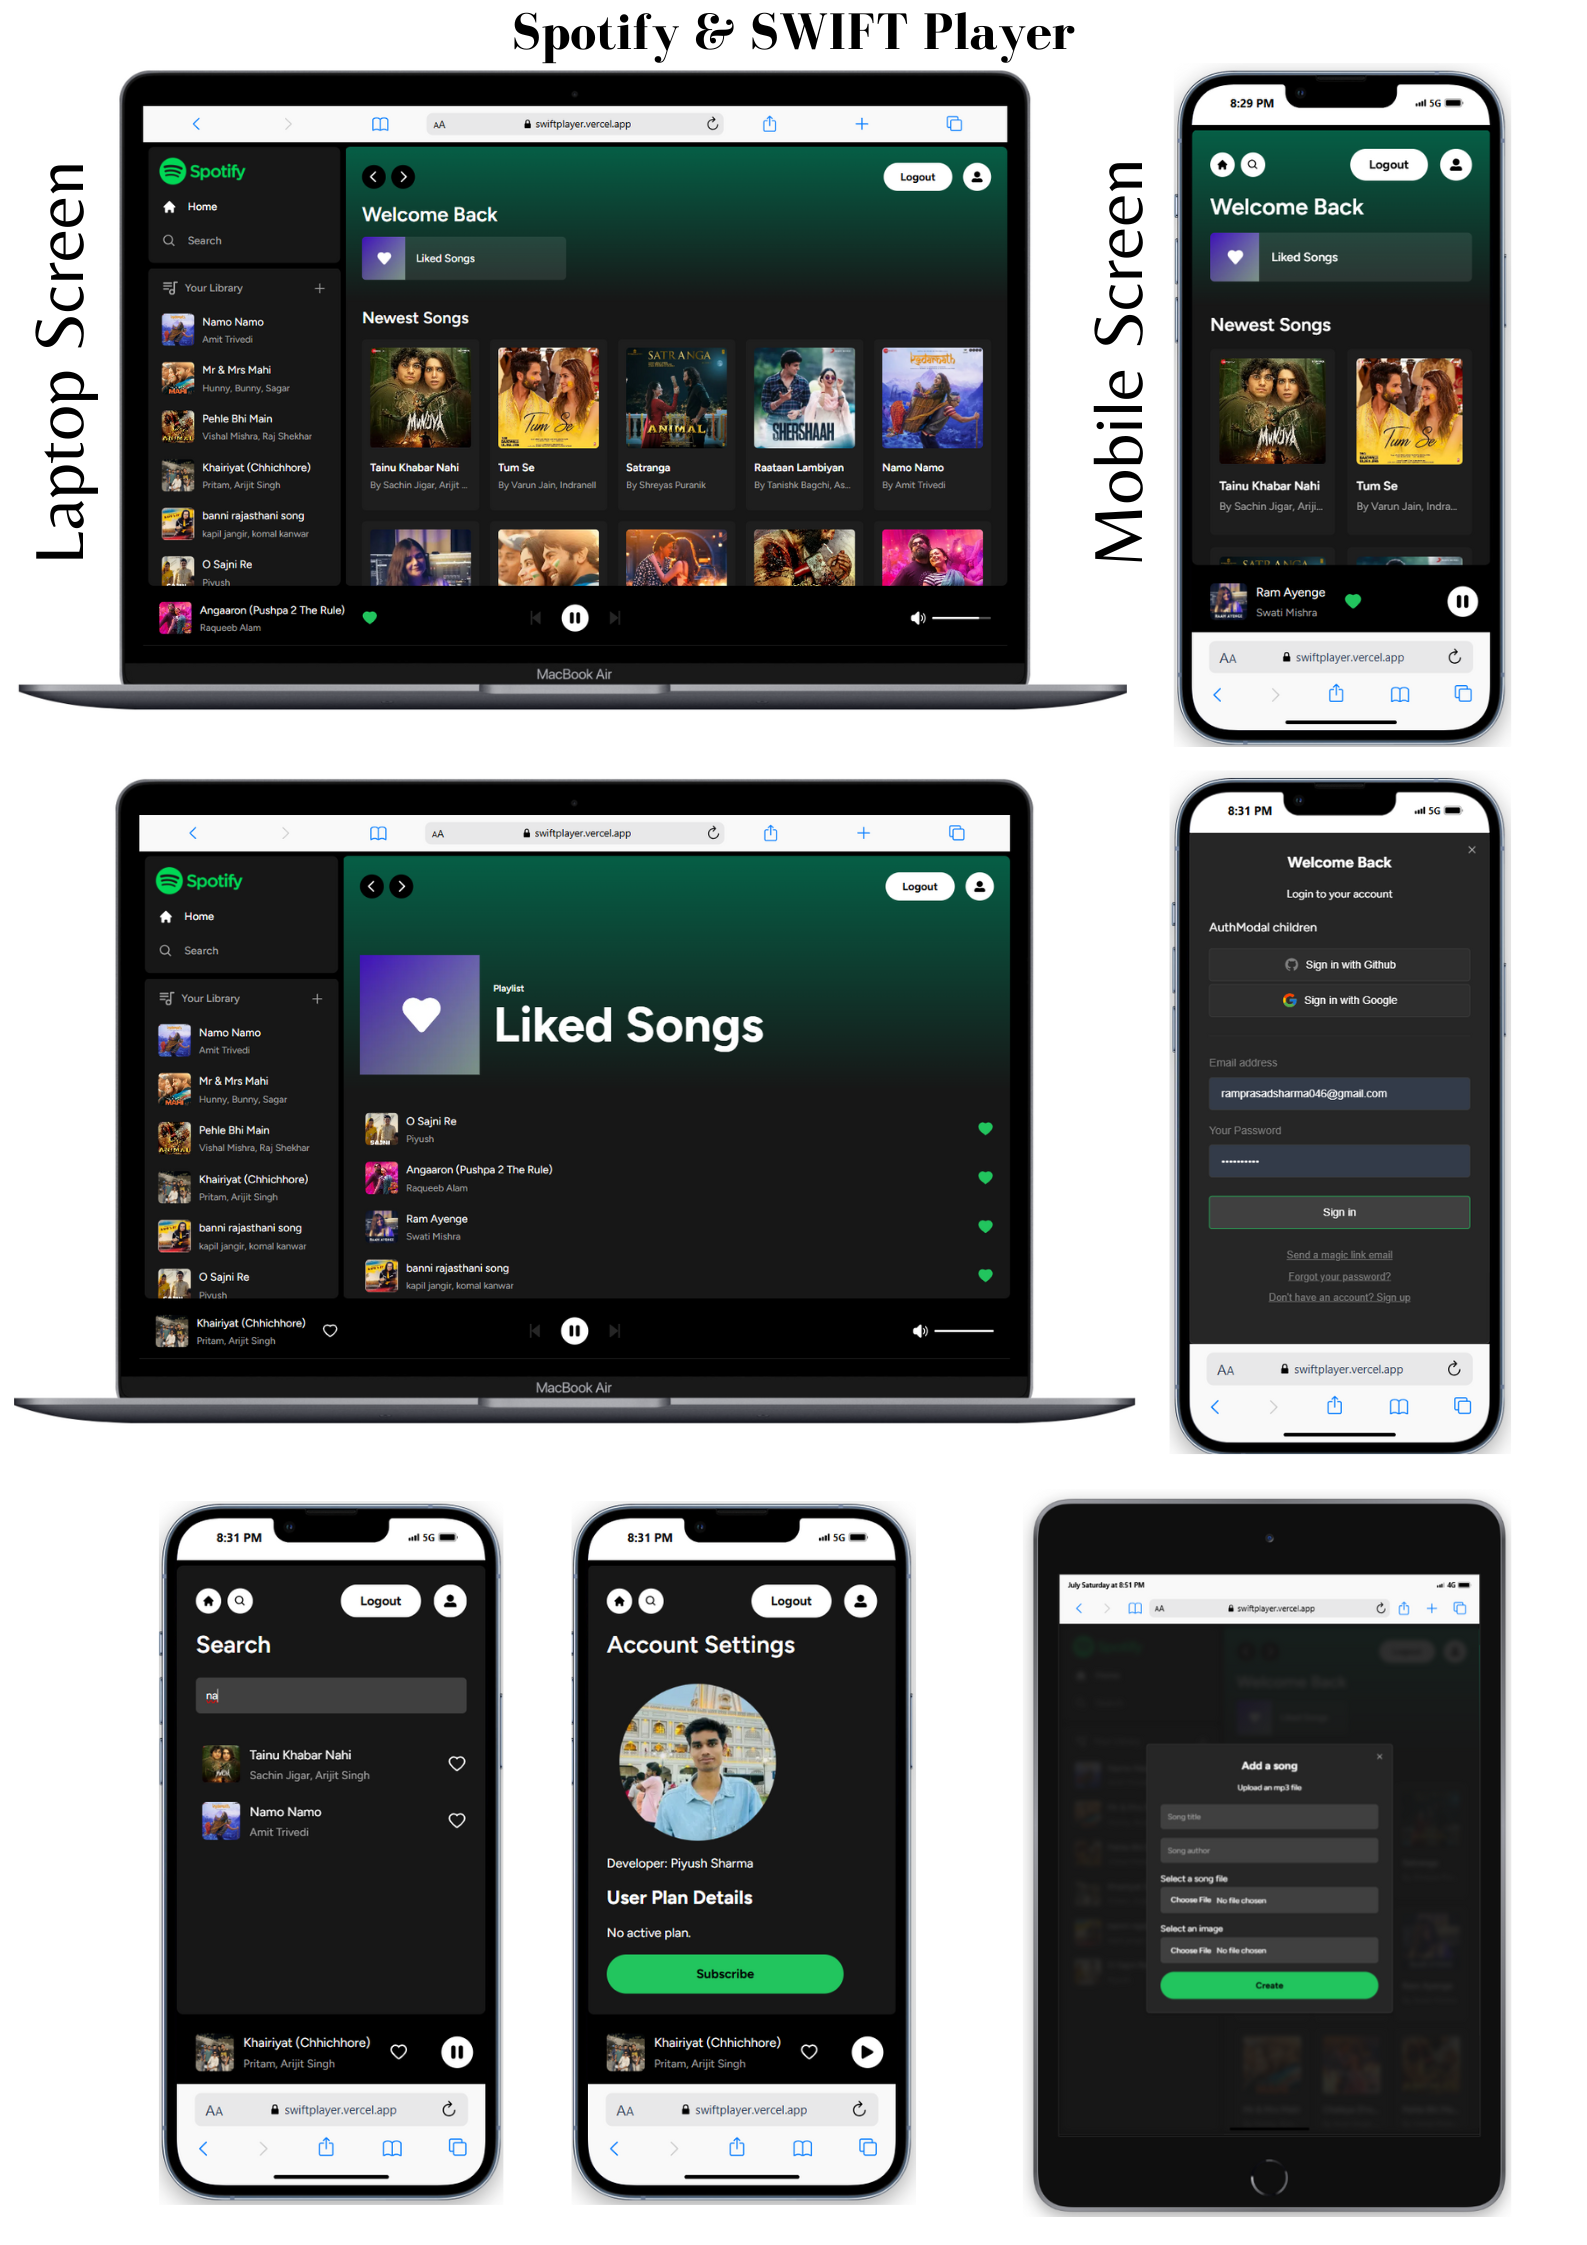 Spotify & SWIFT Player
Laptop Screen
AA
swiftplayer.vercel.app
Spotify
Home
Search
Your Library
Namo Namo
Amit Trivedi
Mr & Mrs Mahi
Hunny, Bunny, Sagar
Pehle Bhi Main
Vishal Mishra, Raj Shekhar
Khairiyat (Chhichhore)
Pritam, Arijit Singh
banni rajasthani song
kapil jangir, komal kanwar
O Sajni Re
Piyush
Logout
Welcome Back
Liked Songs
Newest Songs
MUNJYA
Tainu Khabar Nahi
By Sachin Jigar, Arijit ...
Tum Se
Tum Se
By Varun Jain, Indranell
SATRANGA
ANIMAL
Satranga
By Shreyas Puranik
SHERSHAAH
Raataan Lambiyan
By Tanishk Bagchi, As...
kedarnath
Namo Namo
By Amit Trivedi
Angaaron (Pushpa 2 The Rule)
Raqueeb Alam
MacBook Air
Mobile Screen
8:29 PM
5G
Logout
Welcome Back
Liked Songs
Newest Songs
MUNJYA
Tainu Khabar Nahi
By Sachin Jigar, Ariji...
Tum Se
Tum Se
By Varun Jain, Indra...
SATRANGA
Ram Ayenge
Swati Mishra
AA
swiftplayer.vercel.app
AA
swiftplayer.vercel.app
Spotify
Home
Search
Your Library
Namo Namo
Amit Trivedi
Mr & Mrs Mahi
Hunny, Bunny, Sagar
Pehle Bhi Main
Vishal Mishra, Raj Shekhar
Khairiyat (Chhichhore)
Pritam, Arijit Singh
banni rajasthani song
kapil jangir, komal kanwar
O Sajni Re
Piyush
Logout
Playlist
Liked Songs
O Sajni Re
Piyush
Angaaron (Pushpa 2 The Rule)
Raqueeb Alam
Ram Ayenge
Swati Mishra
banni rajasthani song
kapil jangir, komal kanwar
Khairiyat (Chhichhore)
Pritam, Arijit Singh
MacBook Air
8:31 PM
5G
Welcome Back
Login to your account
AuthModal children
Sign in with Github
Sign in with Google
Email address
ramprasadsharma046@gmail.com
Your Password
••••••••••
Sign in
Send a magic link email
Forgot your password?
Don't have an account? Sign up
AA
swiftplayer.vercel.app
8:31 PM
5G
Logout
Search
na
Tainu Khabar Nahi
Sachin Jigar, Arijit Singh
Namo Namo
Amit Trivedi
Khairiyat (Chhichhore)
Pritam, Arijit Singh
AA
swiftplayer.vercel.app
8:31 PM
5G
Logout
Account Settings
Developer: Piyush Sharma
User Plan Details
No active plan.
Subscribe
Khairiyat (Chhichhore)
Pritam, Arijit Singh
AA
swiftplayer.vercel.app
July Saturday at 8:51 PM
4G
AA
swiftplayer.vercel.app
Add a song
Upload an mp3 file
Song title
Song author
Select a song file
Choose File No file chosen
Select an image
Choose File No file chosen
Create